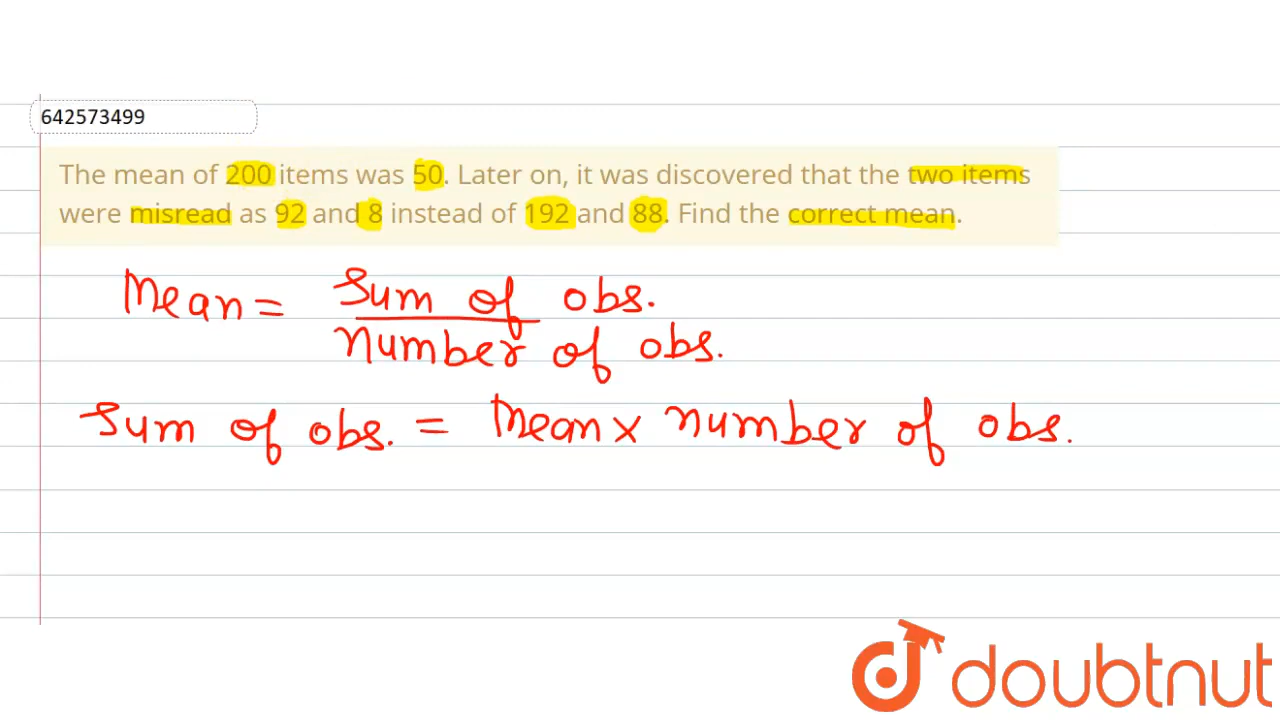 642573499
The mean of 200 items was 50. Later on, it was discovered that the two items
were misread as 92 and 8 instead of 192 and 88. Find the correct mean.
Mean = Sum of obs.
number of obs.
Sum of obs. = Mean x number of obs.
doubtnut